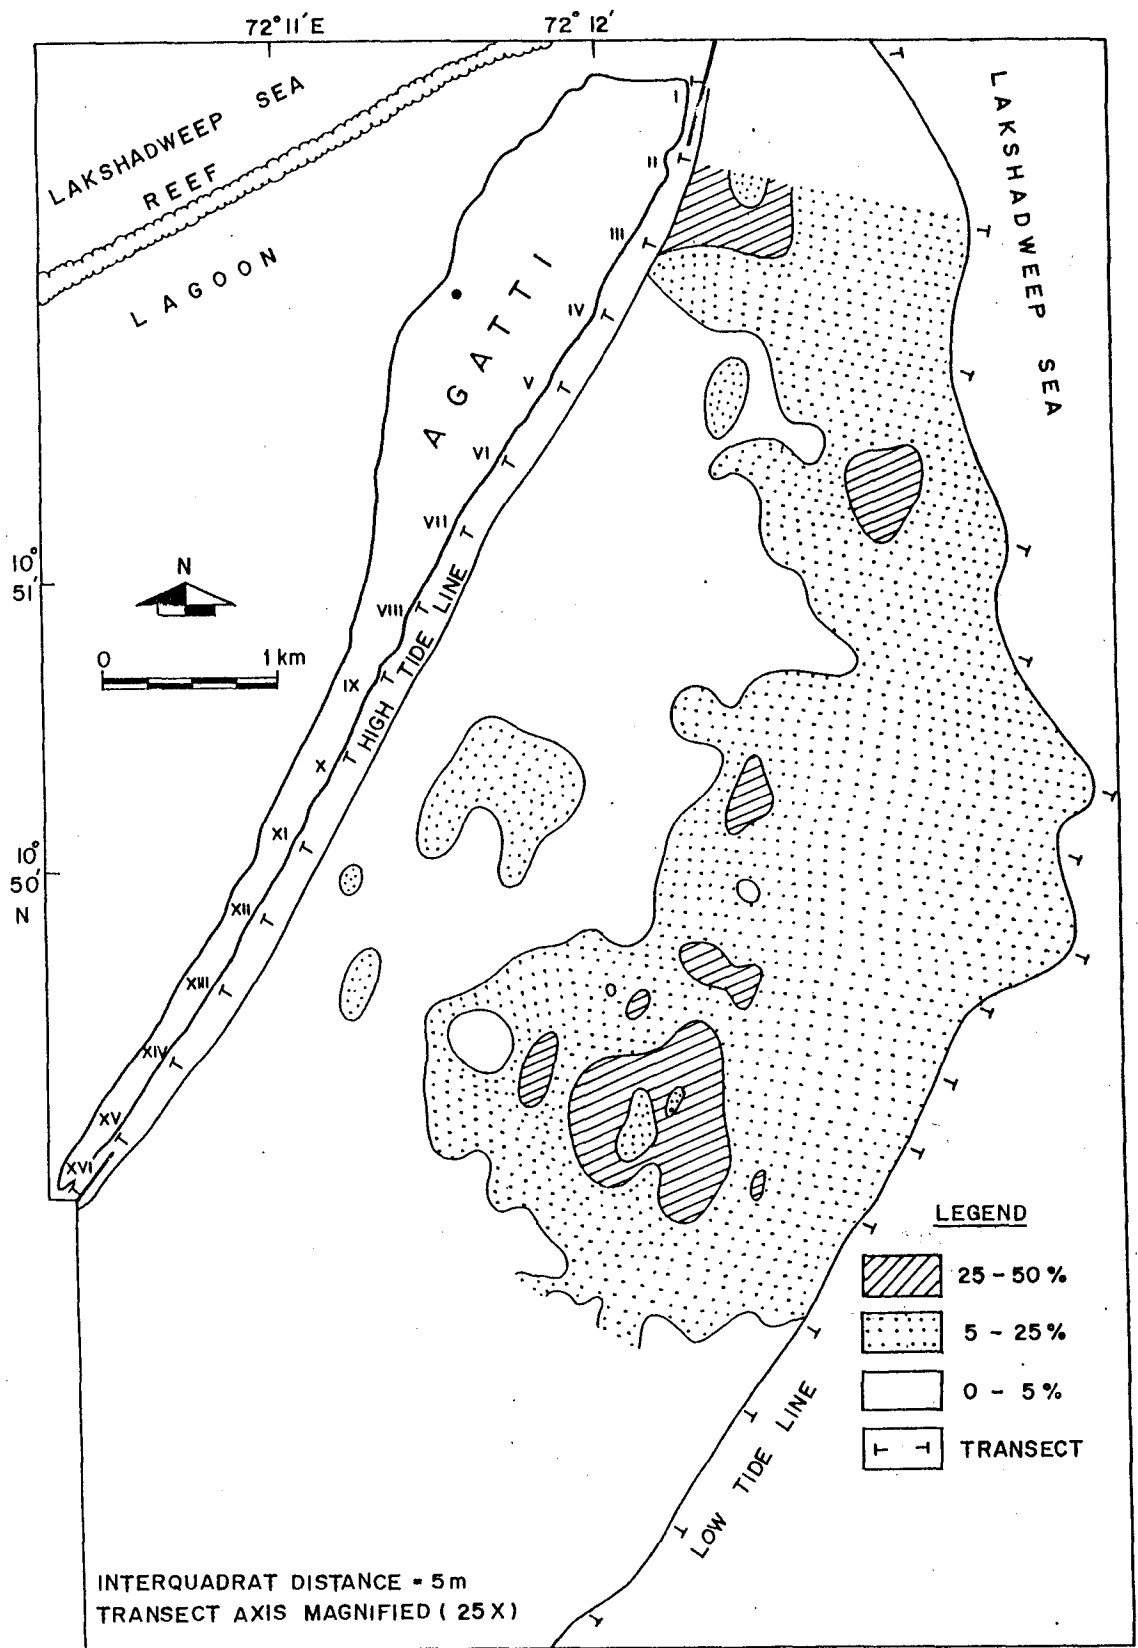 72° 11' E
72° 12'
LAKSHADWEEP SEA
REEF
LAGOON
LAKSHADWEEP SEA
AGATTI
I
II
III
IV
V
VI
VII
VIII
IX
X
XI
XII
XIII
XIV
XV
XVI
HIGH TIDE LINE
10° 51'
N
0 1 km
10° 50'
N
LEGEND
25 - 50 %
5 - 25%
0 - 5 %
TRANSECT
LOW TIDE LINE
INTERQUADRAT DISTANCE = 5m
TRANSECT AXIS MAGNIFIED ( 25 X )